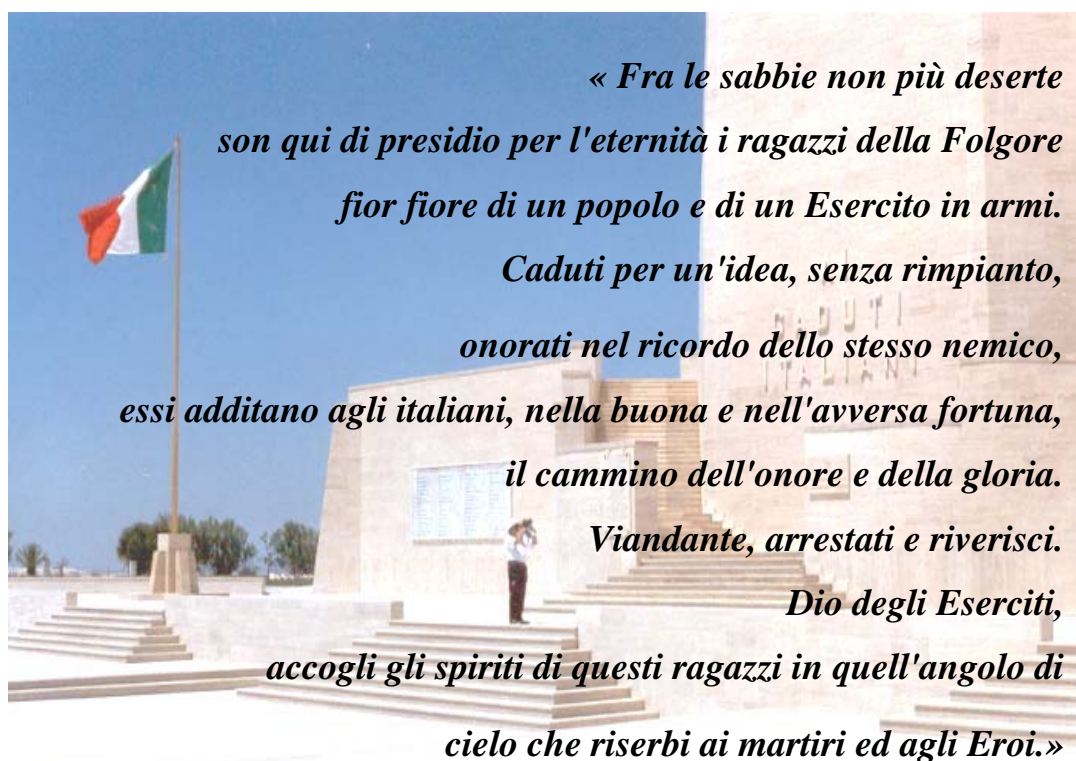 « Fra le sabbie non più deserte
son qui di presidio per l'eternità i ragazzi della Folgore
fior fiore di un popolo e di un Esercito in armi.
Caduti per un'idea, senza rimpianto,
onorati nel ricordo dello stesso nemico,
essi additano agli italiani, nella buona e nell'avversa fortuna,
il cammino dell'onore e della gloria.
Viandante, arrestati e riverisci.
Dio degli Eserciti,
accogli gli spiriti di questi ragazzi in quell'angolo di
cielo che riserbi ai martiri ed agli Eroi.»
CADUTI
ITALIANI